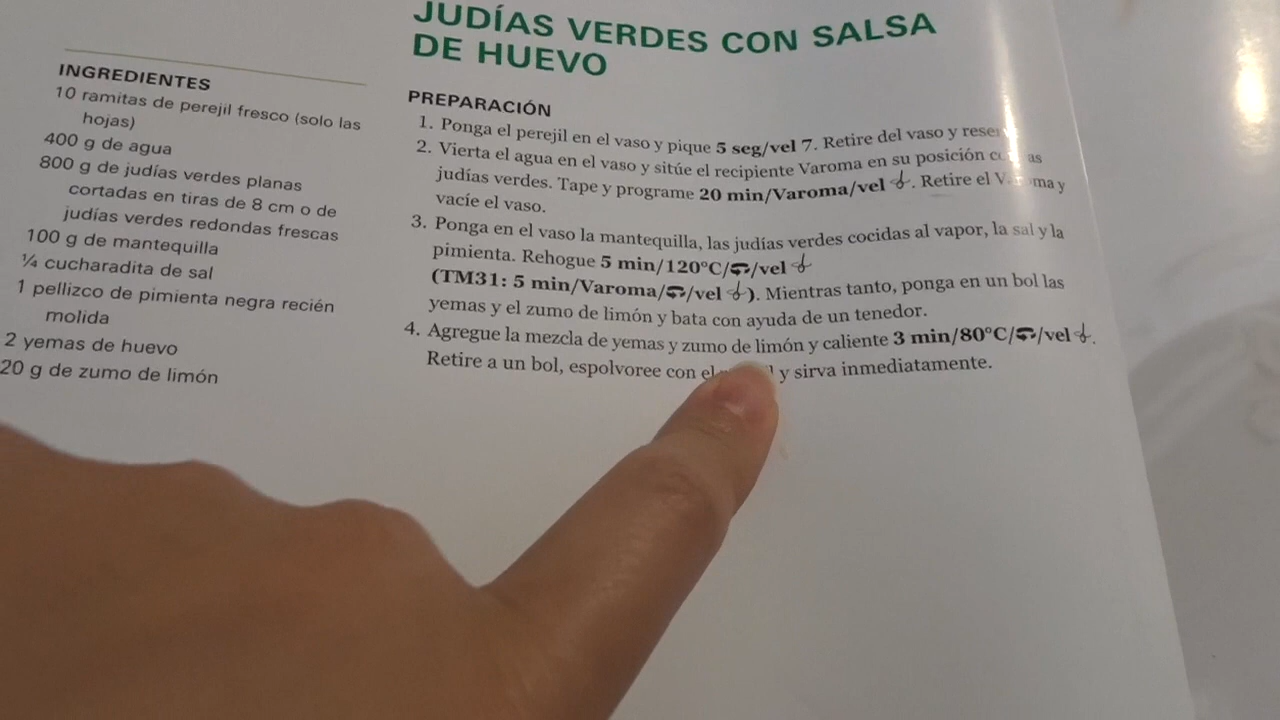 JUDÍAS VERDES CON SALSA
DE HUEVO
INGREDIENTES
10 ramitas de perejil fresco (solo las
hojas)
400 g de agua
800 g de judías verdes planas
cortadas en tiras de 8 cm o de
judías verdes redondas frescas
100 g de mantequilla
¼ cucharadita de sal
1 pellizco de pimienta negra recién
molida
2 yemas de huevo
20 g de zumo de limón
PREPARACIÓN
1. Ponga el perejil en el vaso y pique 5 seg/vel 7. Retire del vaso y
2. Vierta el agua en el vaso y sitúe el recipiente Varoma en su posición
judías verdes. Tape y programe 20 min/Varoma/vel . Retire el
vacíe el vaso.
3. Ponga en el vaso la mantequilla, las judías verdes cocidas al vapor, la sal y la
pimienta. Rehogue 5 min/120°C/ /vel
(TM31: 5 min/Varoma/ /vel ). Mientras tanto, ponga en un bol las
yemas y el zumo de limón y bata con ayuda de un tenedor.
4. Agregue la mezcla de yemas y zumo de limón y caliente 3 min/80°C/ /vel .
Retire a un bol, espolvoree con el y sirva inmediatamente.